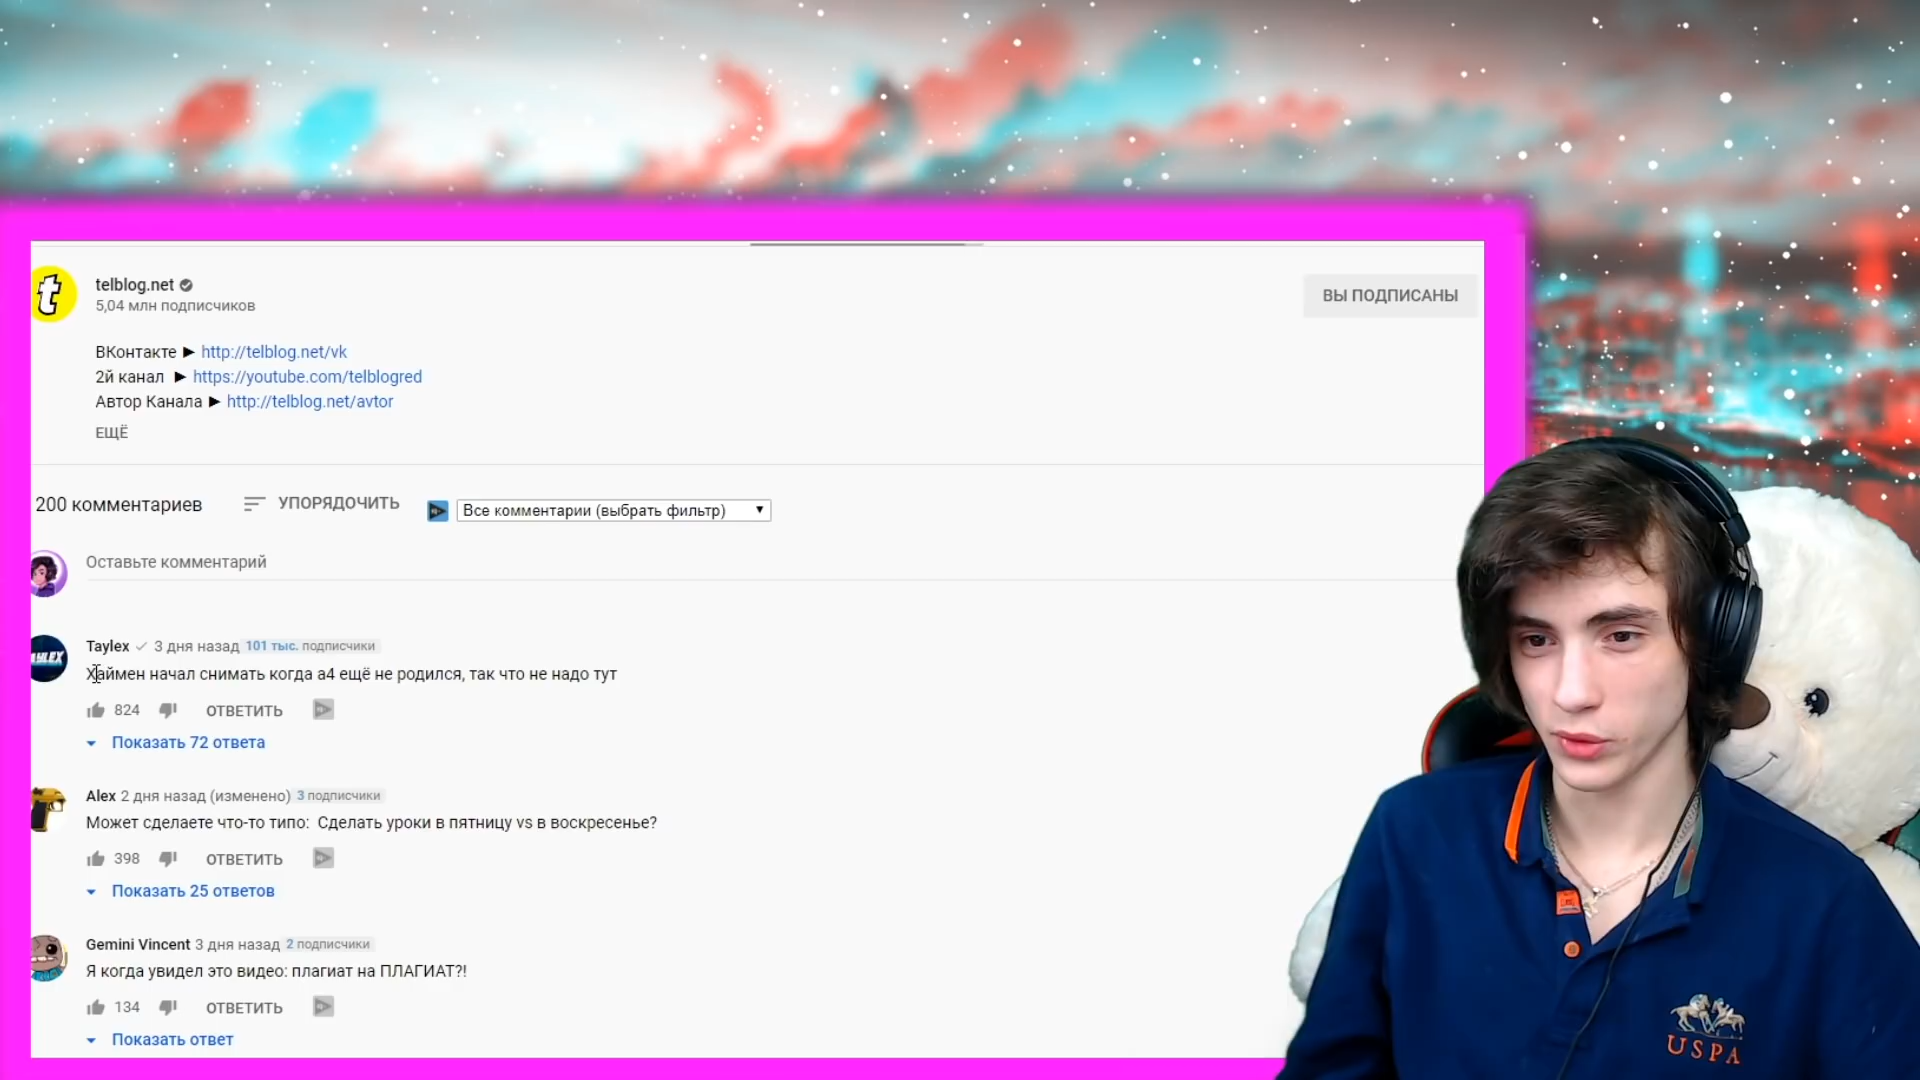 telblog.net
5,04 млн подписчиков
ВЫ ПОДПИСАНЫ
ВКонтакте ► http://telblog.net/vk
2й канал ► https://youtube.com/telblogred
Автор Канала ► http://telblog.net/avtor
ЕЩЁ
200 комментариев
УПОРЯДОЧИТЬ
Все комментарии (выбрать фильтр)
Оставьте комментарий
Taylex 3 дня назад 101 тыс. подписчики
Хаймен начал снимать когда а4 ещё не родился, так что не надо тут
824 ОТВЕТИТЬ
Показать 72 ответа
Alex 2 дня назад (изменено) 3 подписчики
Может сделаете что-то типо: Сделать уроки в пятницу vs в воскресенье?
398 ОТВЕТИТЬ
Показать 25 ответов
Gemini Vincent 3 дня назад 2 подписчики
Я когда увидел это видео: плагиат на ПЛАГИАТ?!
134 ОТВЕТИТЬ
Показать ответ
USPA